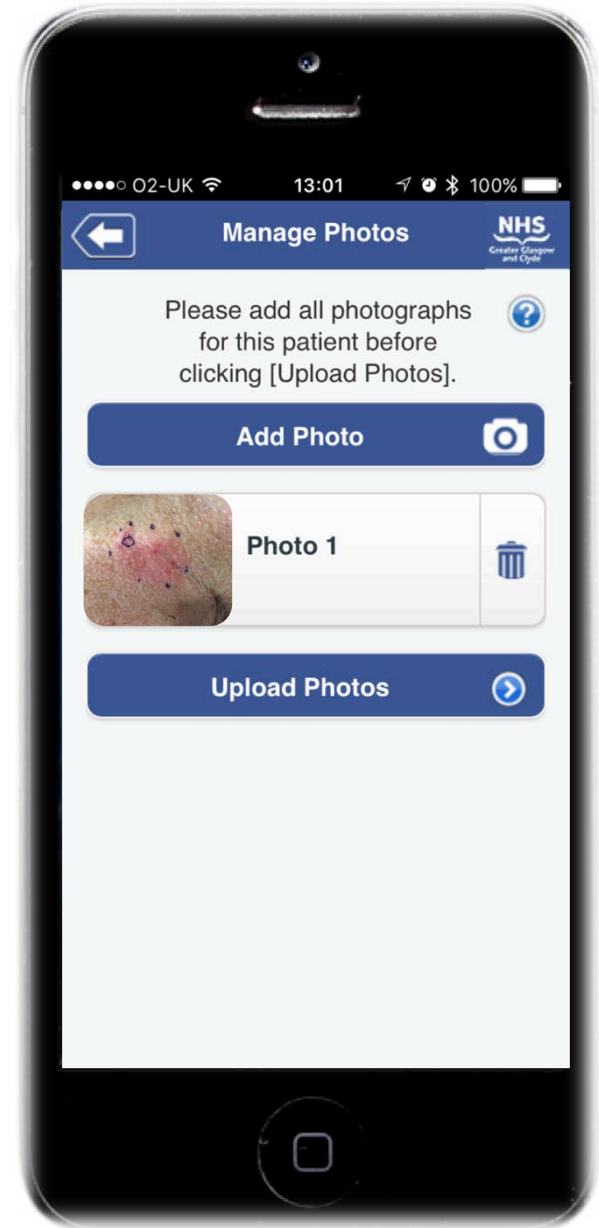 O2-UK 13:01 100%
Manage Photos
NHS
Greater Glasgow
and Clyde
Please add all photographs
for this patient before
clicking [Upload Photos].
?
Add Photo
Photo 1
Upload Photos